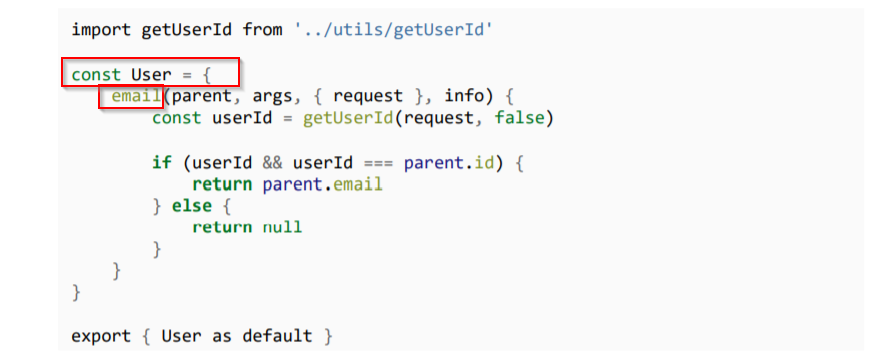 import getUserId from '../utils/getUserId'
const User = {
email(parent, args, { request }, info) {
const userId = getUserId(request, false)
if (userId && userId === parent.id) {
return parent.email
} else {
return null
}
}
}
export { User as default }